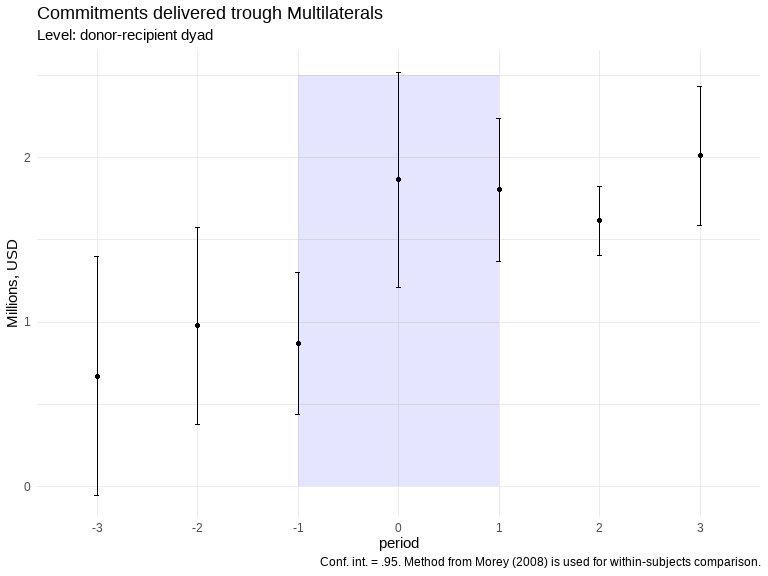 Commitments delivered trough Multilaterals
Level: donor-recipient dyad
Millions, USD
2
1
0
-3 -2 -1 0 1 2 3
period
Conf. int. = .95. Method from Morey (2008) is used for within-subjects comparison.